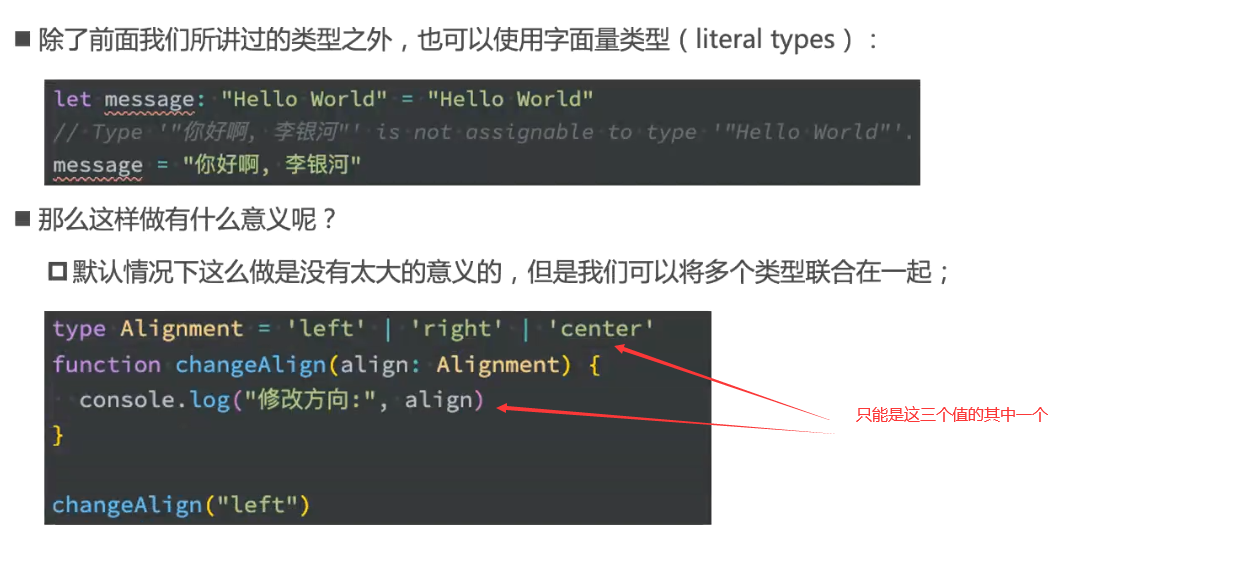 ■ 除了前面我们所讲过的类型之外，也可以使用字面量类型（literal types）：
let message: "Hello World" = "Hello World"
// Type '"你好啊, 李银河"' is not assignable to type '"Hello World"'.
message = "你好啊, 李银河"
■ 那么这样做有什么意义呢？
默认情况下这么做是没有太大的意义的，但是我们可以将多个类型联合在一起；
type Alignment = 'left' | 'right' | 'center'
function changeAlign(align: Alignment) {
console.log("修改方向:", align)
只能是这三个值的其中一个
}
changeAlign("left")